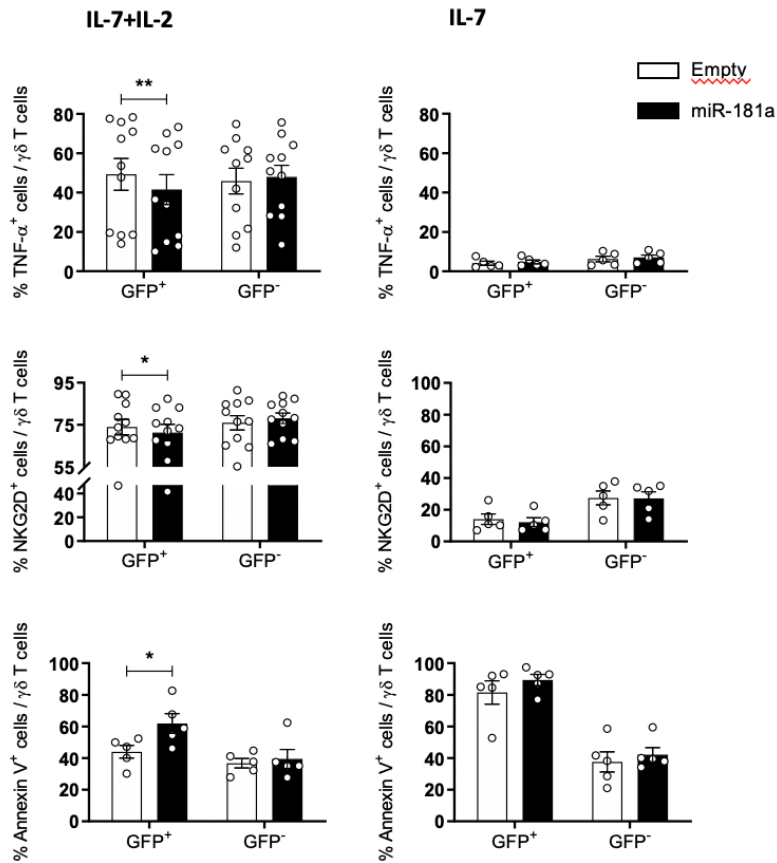 IL-7+IL-2
IL-7
Empty
miR-181a
% TNF-α⁺ cells / γδ T cells
80
60
40
20
0
**
GFP⁺ GFP⁻
% TNF-α⁺ cells / γδ T cells
80
60
40
20
0
GFP⁺ GFP⁻
% NKG2D⁺ cells / γδ T cells
95
75
55
40
20
0
*
GFP⁺ GFP⁻
% NKG2D⁺ cells / γδ T cells
100
80
60
40
20
0
GFP⁺ GFP⁻
% Annexin V⁺ cells / γδ T cells
100
80
60
40
20
0
*
GFP⁺ GFP⁻
% Annexin V⁺ cells / γδ T cells
100
80
60
40
20
0
GFP⁺ GFP⁻